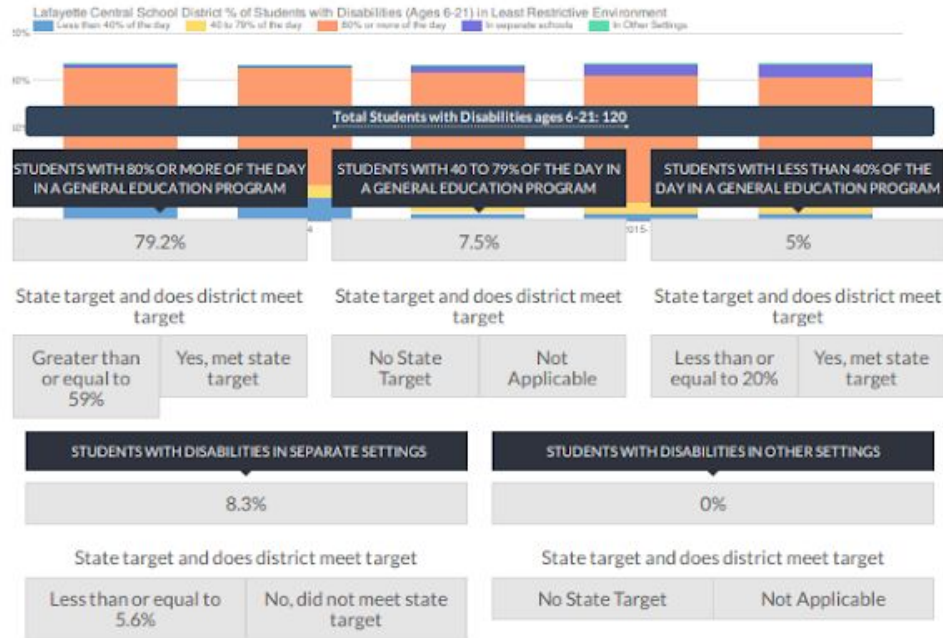 Lafayette Central School District % of Students with Disabilities (Ages 6-21) in Least Restrictive Environment
Less than 40% of the day 40 to 79% of the day 80% or more of the day In separate schools In Other Settings
Total Students with Disabilities ages 6-21: 120
STUDENTS WITH 80% OR MORE OF THE DAY
IN A GENERAL EDUCATION PROGRAM
79.2%
State target and does district meet
target
Greater than
or equal to
59%
Yes, met state
target
STUDENTS WITH 40 TO 79% OF THE DAY IN
A GENERAL EDUCATION PROGRAM
7.5%
State target and does district meet
target
No State
Target
Not
Applicable
STUDENTS WITH LESS THAN 40% OF THE
DAY IN A GENERAL EDUCATION PROGRAM
5%
State target and does district meet
target
Less than or
equal to 20%
Yes, met state
target
STUDENTS WITH DISABILITIES IN SEPARATE SETTINGS
8.3%
State target and does district meet target
Less than or equal to
5.6%
No, did not meet state
target
STUDENTS WITH DISABILITIES IN OTHER SETTINGS
0%
State target and does district meet target
No State Target
Not Applicable